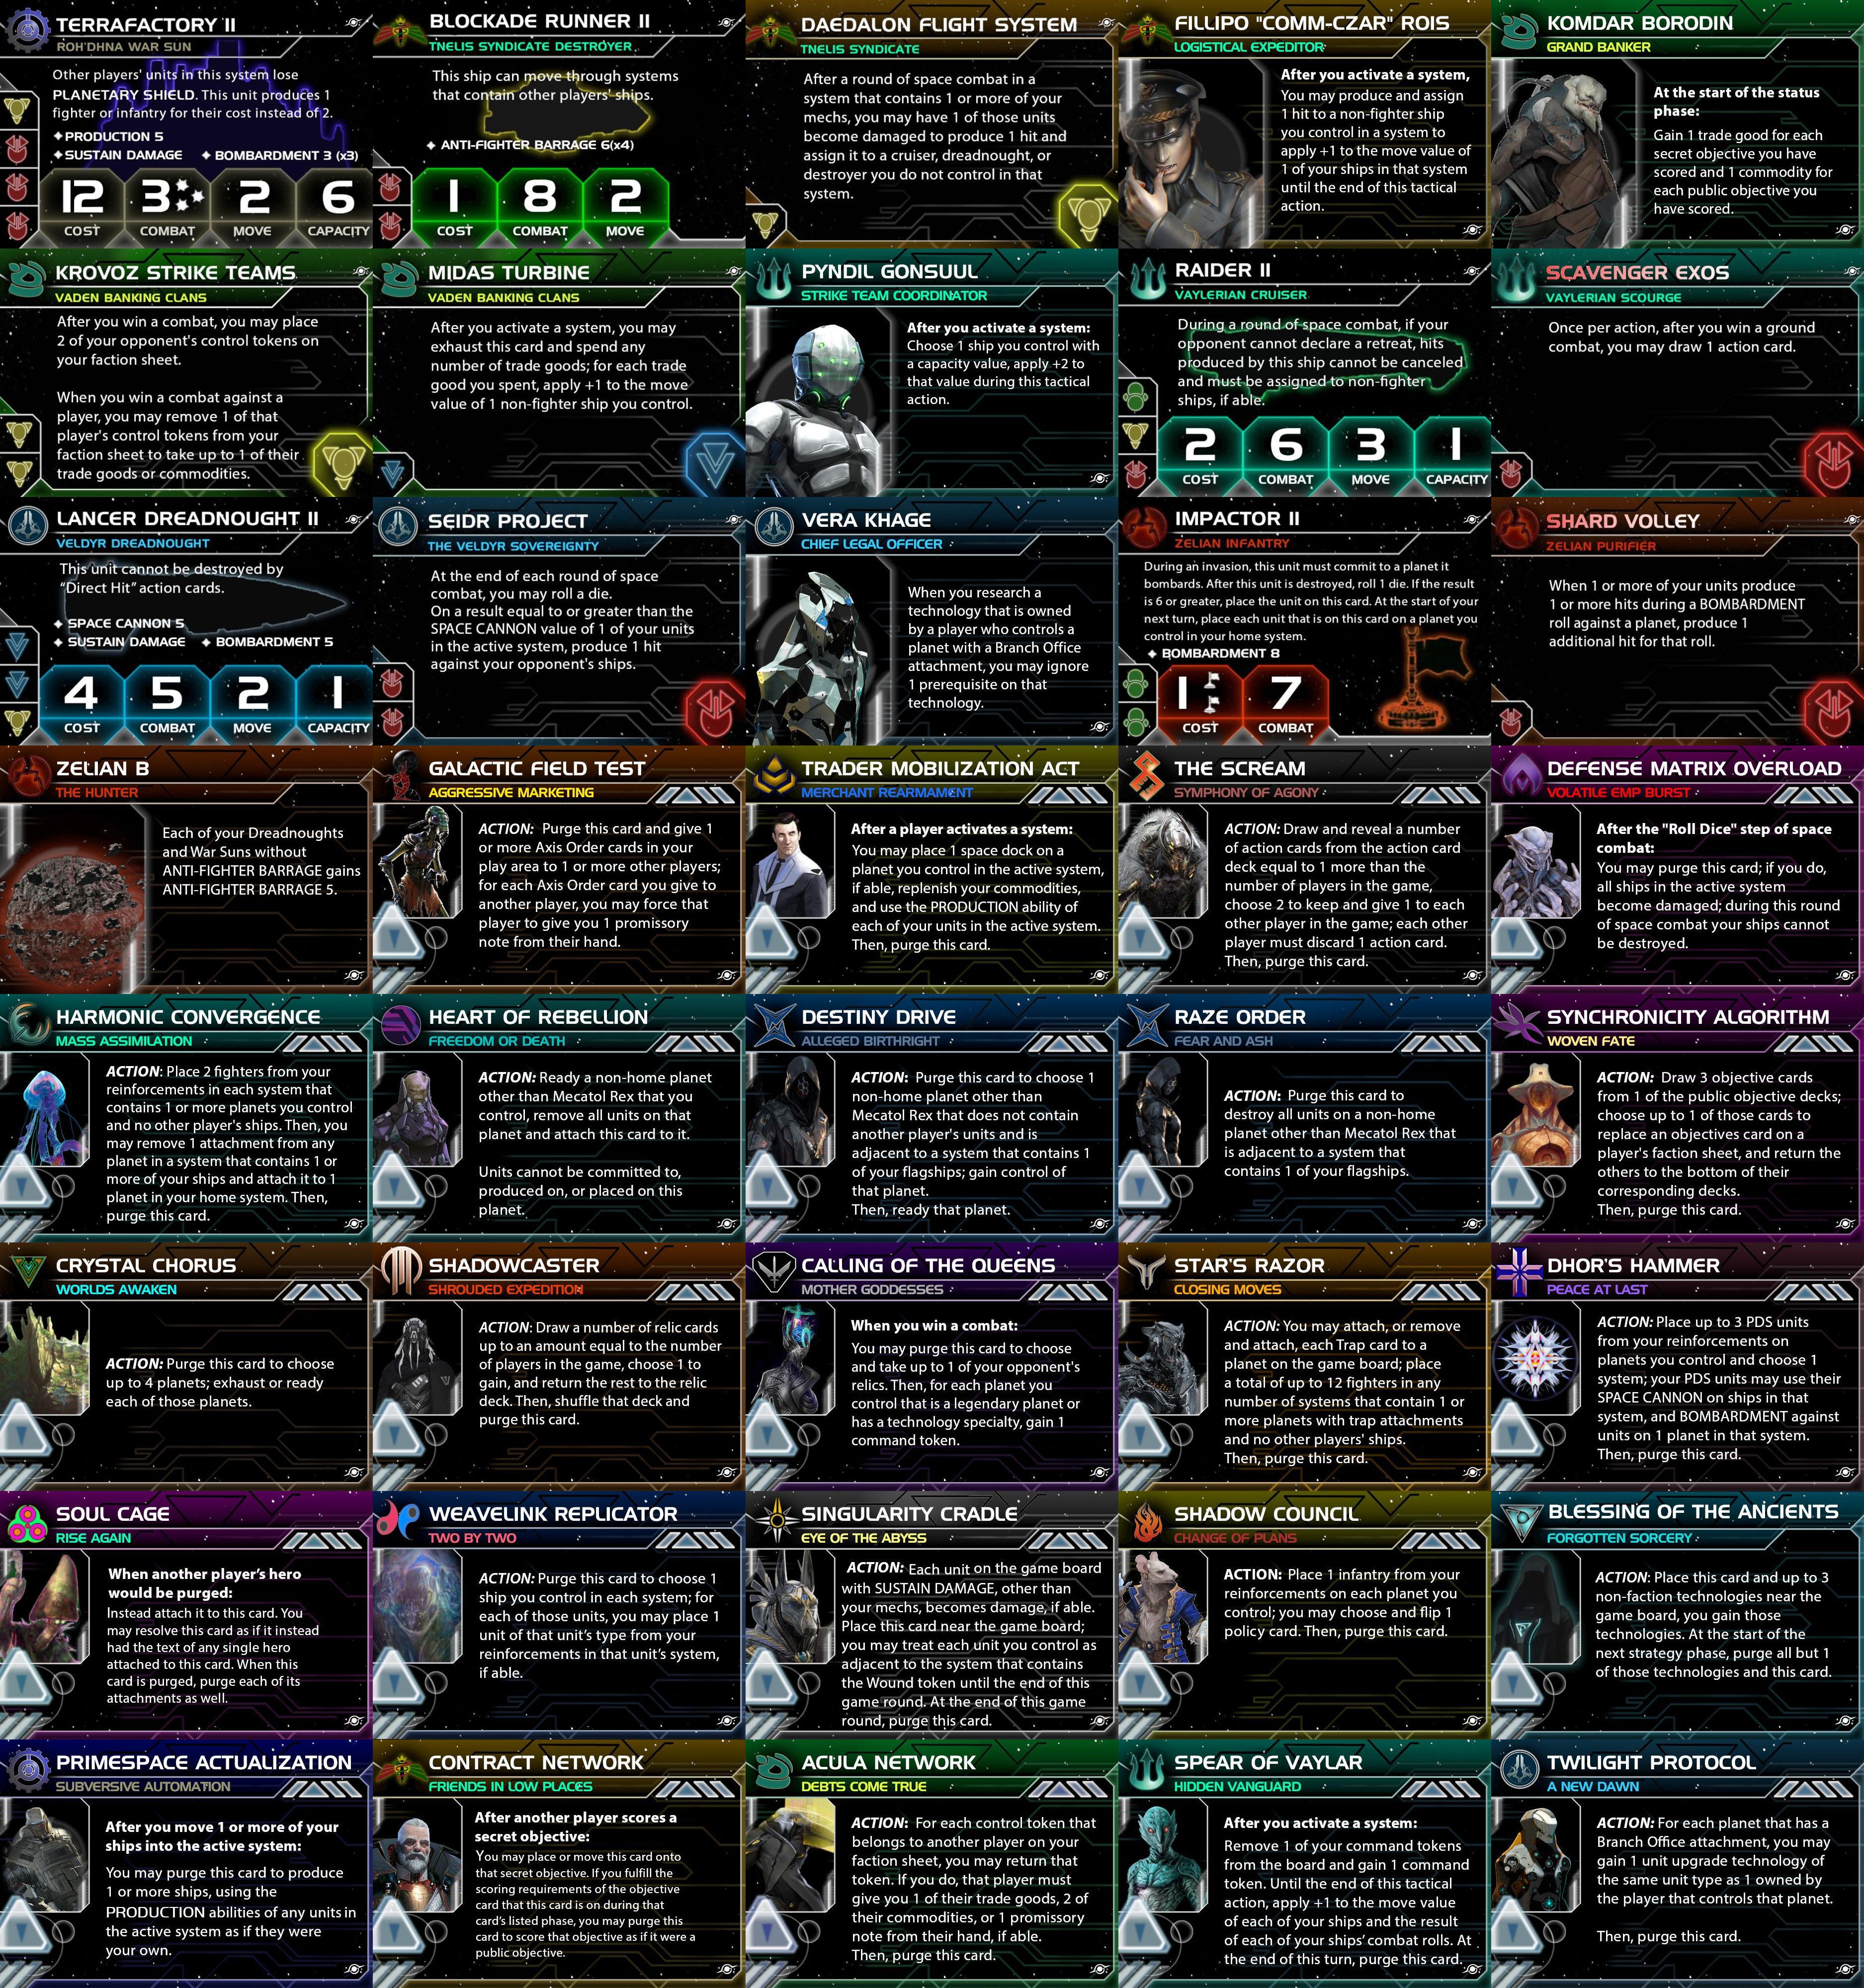 TERRAFACTORY II
ROH'DHNA WAR SUN
Other players' units in this system lose
PLANETARY SHIELD. This unit produces 1
fighter or infantry for their cost instead of 2.
PRODUCTION 5
SUSTAIN DAMAGE BOMBARDMENT 3 (x3)
12 3 2 6
COST COMBAT MOVE CAPACITY
BLOCKADE RUNNER II
TNELIS SYNDICATE DESTROYER
This ship can move through systems
that contain other players' ships.
ANTI-FIGHTER BARRAGE 6(x4)
1 8 2
COST COMBAT MOVE
DAEDALON FLIGHT SYSTEM
TNELIS SYNDICATE
After a round of space combat in a
system that contains 1 or more of your
mechs, you may have 1 of those units
become damaged to produce 1 hit and
assign it to a cruiser, dreadnought, or
destroyer you do not control in that
system.
FILLIPO "COMM-CZAR" ROIS
LOGISTICAL EXPEDITOR
After you activate a system,
You may produce and assign
1 hit to a non-fighter ship
you control in a system to
apply +1 to the move value of
1 of your ships in that system
until the end of this tactical
action.
KOMDAR BORODIN
GRAND BANKER
At the start of the status
phase:
Gain 1 trade good for each
secret objective you have
scored and 1 commodity for
each public objective you
have scored.
KROVOZ STRIKE TEAMS
VADEN BANKING CLANS
After you win a combat, you may place
2 of your opponent's control tokens on
your faction sheet.
When you win a combat against a
player, you may remove 1 of that
player's control tokens from your
faction sheet to take up to 1 of their
trade goods or commodities.
MIDAS TURBINE
VADEN BANKING CLANS
After you activate a system, you may
exhaust this card and spend any
number of trade goods; for each trade
good you spent, apply +1 to the move
value of 1 non-fighter ship you control.
PYNDIL GONSUUL
STRIKE TEAM COORDINATOR
After you activate a system:
Choose 1 ship you control with
a capacity value, apply +2 to
that value during this tactical
action.
RAIDER II
VAYLERIAN CRUISER
During a round of space combat, if your
opponent cannot declare a retreat, hits
produced by this ship cannot be canceled
and must be assigned to non-fighter
ships, if able.
2 6 3 1
COST COMBAT MOVE CAPACITY
SCAVENGER EXOS
VAYLERIAN SCOURGE
Once per action, after you win a ground
combat, you may draw 1 action card.
LANCER DREADNOUGHT II
VELDYR DREADNOUGHT
This unit cannot be destroyed by
“Direct Hit” action cards.
SPACE CANNON 5
SUSTAIN DAMAGE BOMBARDMENT 5
4 5 2 1
COST COMBAT MOVE CAPACITY
SEIDR PROJECT
THE VELDYR SOVEREIGNTY
At the end of each round of space
combat, you may roll a die.
On a result equal to or greater than the
SPACE CANNON value of 1 of your units
in the active system, produce 1 hit
against your opponent's ships.
VERA KHAGE
CHIEF LEGAL OFFICER
When you research a
technology that is owned
by a player who controls a
planet with a Branch Office
attachment, you may ignore
1 prerequisite on that
technology.
IMPACTOR II
ZELIAN INFANTRY
During an invasion, this unit must commit to a planet it
bombards. After this unit is destroyed, roll 1 die. If the result
is 6 or greater, place the unit on this card. At the start of your
next turn, place each unit that is on this card on a planet you
control in your home system.
BOMBARDMENT 8
1 7
COST COMBAT
SHARD VOLLEY
ZELIAN PURIFIER
When 1 or more of your units produce
1 or more hits during a BOMBARDMENT
roll against a planet, produce 1
additional hit for that roll.
ZELIAN B
THE HUNTER
Each of your Dreadnoughts
and War Suns without
ANTI-FIGHTER BARRAGE gains
ANTI-FIGHTER BARRAGE 5.
GALACTIC FIELD TEST
AGGRESSIVE MARKETING
ACTION: Purge this card and give 1
or more Axis Order cards in your
play area to 1 or more other players;
for each Axis Order card you give to
another player, you may force that
player to give you 1 promissory
note from their hand.
TRADER MOBILIZATION ACT
MERCHANT REARMAMENT
After a player activates a system:
You may place 1 space dock on a
planet you control in the active system,
if able, replenish your commodities,
and use the PRODUCTION ability of
each of your units in the active system.
Then, purge this card.
THE SCREAM
SYMPHONY OF AGONY
ACTION: Draw and reveal a number
of action cards from the action card
deck equal to 1 more than the
number of players in the game,
choose 2 to keep and give 1 to each
other player in the game; each other
player must discard 1 action card.
Then, purge this card.
DEFENSE MATRIX OVERLOAD
VOLATILE EMP BURST
After the "Roll Dice" step of space
combat:
You may purge this card; if you do,
all ships in the active system
become damaged; during this round
of space combat your ships cannot
be destroyed.
HARMONIC CONVERGENCE
MASS ASSIMILATION
ACTION: Place 2 fighters from your
reinforcements in each system that
contains 1 or more planets you control
and no other player's ships. Then, you
may remove 1 attachment from any
planet in a system that contains 1 or
more of your ships and attach it to 1
planet in your home system. Then,
purge this card.
HEART OF REBELLION
FREEDOM OR DEATH
ACTION: Ready a non-home planet
other than Mecatol Rex that you
control, remove all units on that
planet and attach this card to it.
Units cannot be committed to,
produced on, or placed on this
planet.
DESTINY DRIVE
ALLEGED BIRTHRIGHT
ACTION: Purge this card to choose 1
non-home planet other than
Mecatol Rex that does not contain
another player's units and is
adjacent to a system that contains 1
of your flagships; gain control of
that planet.
Then, ready that planet.
RAZE ORDER
FEAR AND ASH
ACTION: Purge this card to
destroy all units on a non-home
planet other than Mecatol Rex that
is adjacent to a system that
contains 1 of your flagships.
SYNCHRONICITY ALGORITHM
WOVEN FATE
ACTION: Draw 3 objective cards
from 1 of the public objective decks;
choose up to 1 of those cards to
replace an objectives card on a
player's faction sheet, and return the
others to the bottom of their
corresponding decks.
Then, purge this card.
CRYSTAL CHORUS
WORLDS AWAKEN
ACTION: Purge this card to choose
up to 4 planets; exhaust or ready
each of those planets.
SHADOWCASTER
SHROUDED EXPEDITION
ACTION: Draw a number of relic cards
up to an amount equal to the number
of players in the game, choose 1 to
gain, and return the rest to the relic
deck. Then, shuffle that deck and
purge this card.
CALLING OF THE QUEENS
MOTHER GODDESSES
When you win a combat:
You may purge this card to choose
and take up to 1 of your opponent's
relics. Then, for each planet you
control that is a legendary planet or
has a technology specialty, gain 1
command token.
STAR'S RAZOR
CLOSING MOVES
ACTION: You may attach, or remove
and attach, each Trap card to a
planet on the game board; place
a total of up to 12 fighters in any
number of systems that contain 1 or
more planets with trap attachments
and no other players' ships.
Then, purge this card.
DHOR'S HAMMER
PEACE AT LAST
ACTION: Place up to 3 PDS units
from your reinforcements on
planets you control and choose 1
system; your PDS units may use their
SPACE CANNON on ships in that
system, and BOMBARDMENT against
units on 1 planet in that system.
Then, purge this card.
SOUL CAGE
RISE AGAIN
When another player’s hero
would be purged:
Instead attach it to this card. You
may resolve this card as if it instead
had the text of any single hero
attached to this card. When this
card is purged, purge each of its
attachments as well.
WEAVELINK REPLICATOR
TWO BY TWO
ACTION: Purge this card to choose 1
ship you control in each system; for
each of those units, you may place 1
unit of that unit's type from your
reinforcements in that unit's system,
if able.
SINGULARITY CRADLE
EYE OF THE ABYSS
ACTION: Each unit on the game board
with SUSTAIN DAMAGE, other than
your mechs, becomes damage, if able.
Place this card near the game board;
you may treat each unit you control as
adjacent to the system that contains
the Wound token until the end of this
game round. At the end of this game
round, purge this card.
SHADOW COUNCIL
CHANGE OF PLANS
ACTION: Place 1 infantry from your
reinforcements on each planet you
control; you may choose and flip 1
policy card. Then, purge this card.
BLESSING OF THE ANCIENTS
FORGOTTEN SORCERY
ACTION: Place this card and up to 3
non-faction technologies near the
game board, you gain those
technologies. At the start of the
next strategy phase, purge all but 1
of those technologies and this card.
PRIMESPACE ACTUALIZATION
SUBVERSIVE AUTOMATION
After you move 1 or more of your
ships into the active system:
You may purge this card to produce
1 or more ships, using the
PRODUCTION abilities of any units in
the active system as if they were
your own.
CONTRACT NETWORK
FRIENDS IN LOW PLACES
After another player scores a
secret objective:
You may place or move this card onto
that secret objective. If you fulfill the
scoring requirements of the objective
card that this card is on during that
card's listed phase, you may purge this
card to score that objective as if it were a
public objective.
ACULA NETWORK
DEBTS COME TRUE
ACTION: For each control token that
belongs to another player on your
faction sheet, you may return that
token. If you do, that player must
give you 1 of their trade goods, 2 of
their commodities, or 1 promissory
note from their hand, if able.
Then, purge this card.
SPEAR OF VAYLAR
HIDDEN VANGUARD
After you activate a system:
Remove 1 of your command tokens
from the board and gain 1 command
token. Until the end of this tactical
action, apply +1 to the move value
of each of your ships and the result
of each of your ships’ combat rolls. At
the end of this turn, purge this card.
TWILIGHT PROTOCOL
A NEW DAWN
ACTION: For each planet that has a
Branch Office attachment, you may
gain 1 unit upgrade technology of
the same unit type as 1 owned by
the player that controls that planet.
Then, purge this card.